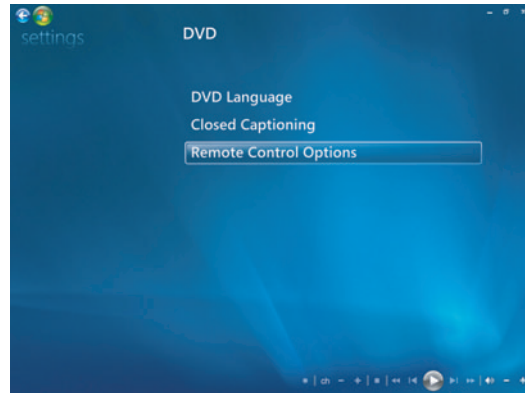 settings
DVD
DVD Language
Closed Captioning
Remote Control Options
ch